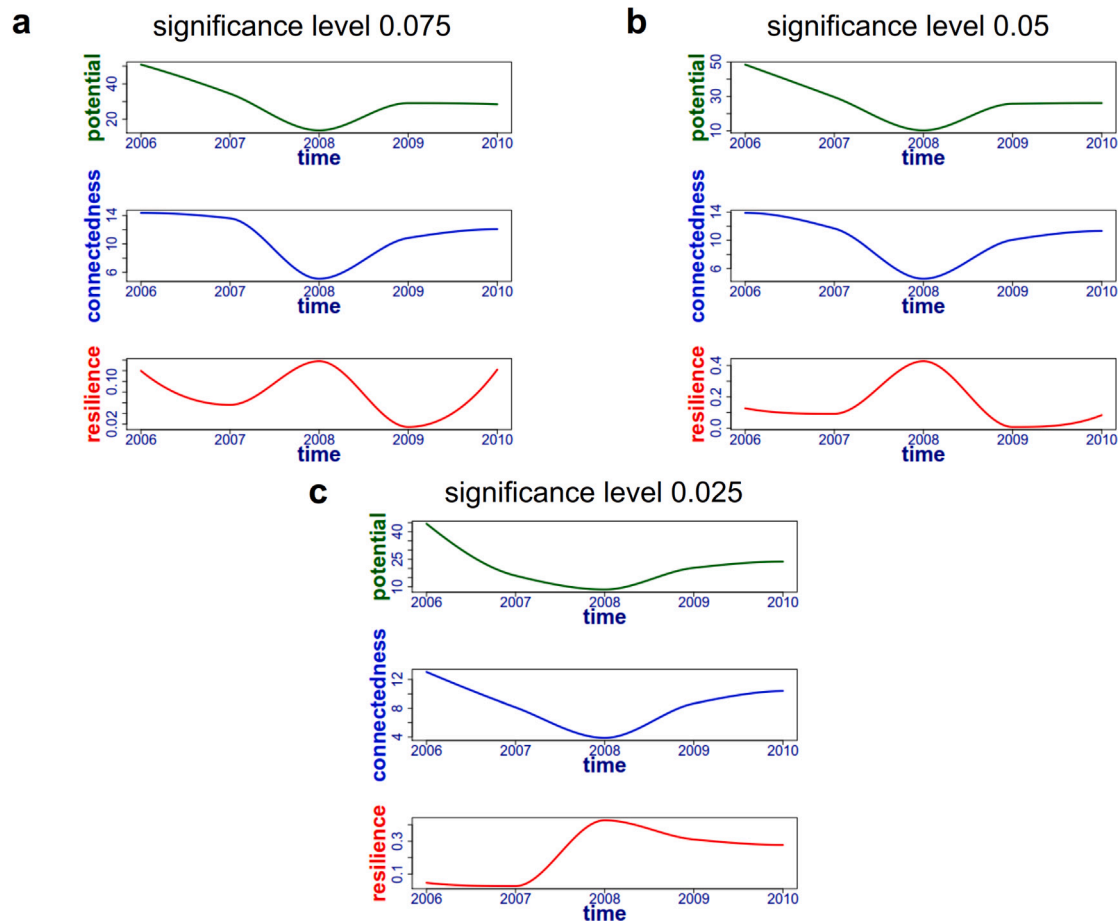 a significance level 0.075
potential
20 40
2006 2007 2008 2009 2010
time
connectedness
6 10 14
2006 2007 2008 2009 2010
time
resilience
0.02 0.10
2006 2007 2008 2009 2010
time
b significance level 0.05
potential
10 30 50
2006 2007 2008 2009 2010
time
connectedness
6 10 14
2006 2007 2008 2009 2010
time
resilience
0.0 0.2 0.4
2006 2007 2008 2009 2010
time
c significance level 0.025
potential
10 25 40
2006 2007 2008 2009 2010
time
connectedness
4 8 12
2006 2007 2008 2009 2010
time
resilience
0.1 0.3
2006 2007 2008 2009 2010
time